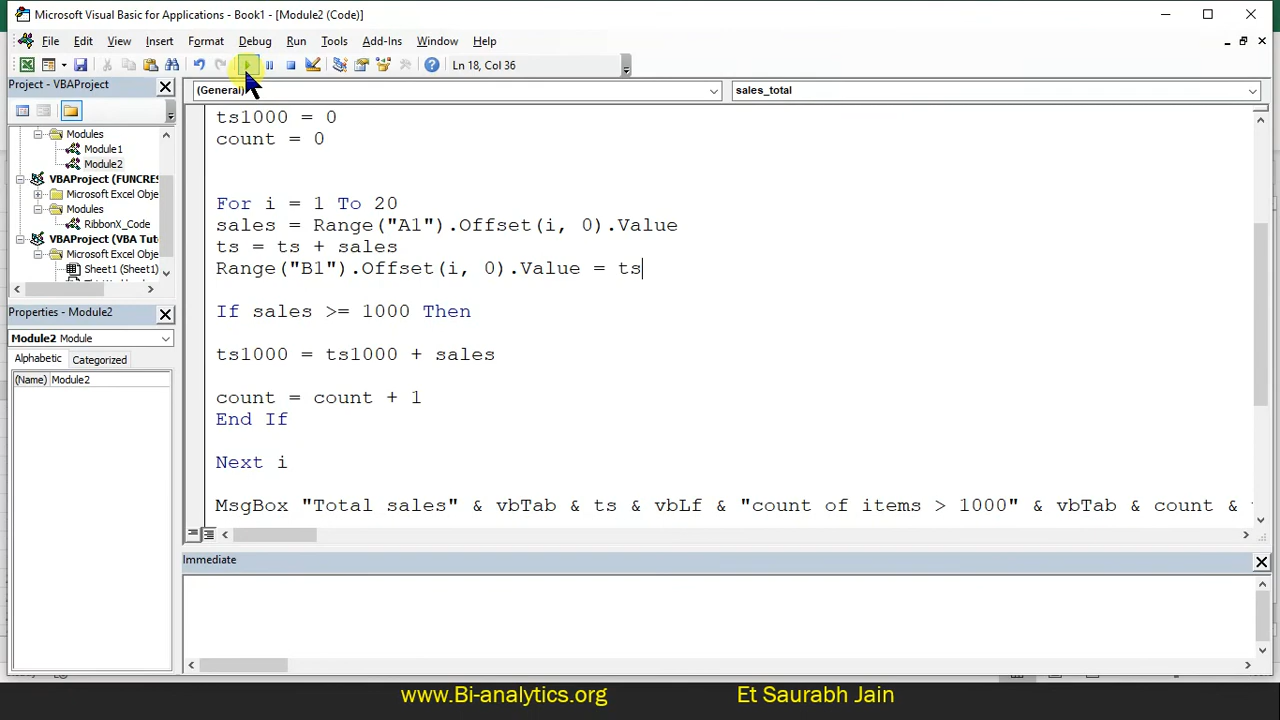 Microsoft Visual Basic for Applications - Book1 - [Module2 (Code)]
File Edit View Insert Format Debug Run Tools Add-Ins Window Help
Ln 18, Col 36
Project - VBAProject
(General)
sales_total
Modules
Module1
Module2
VBAProject (FUNCRES
Microsoft Excel Obje
Modules
RibbonX_Code
VBAProject (VBA Tut
Microsoft Excel Obje
Sheet1 (Sheet1)
ts1000 = 0
count = 0
For i = 1 To 20
sales = Range("A1").Offset(i, 0).Value
ts = ts + sales
Range("B1").Offset(i, 0).Value = ts
If sales >= 1000 Then
ts1000 = ts1000 + sales
count = count + 1
End If
Next i
MsgBox "Total sales" & vbTab & ts & vbLf & "count of items > 1000" & vbTab & count &
Properties - Module2
Module2 Module
Alphabetic Categorized
(Name) Module2
Immediate
www.Bi-analytics.org Et Saurabh Jain